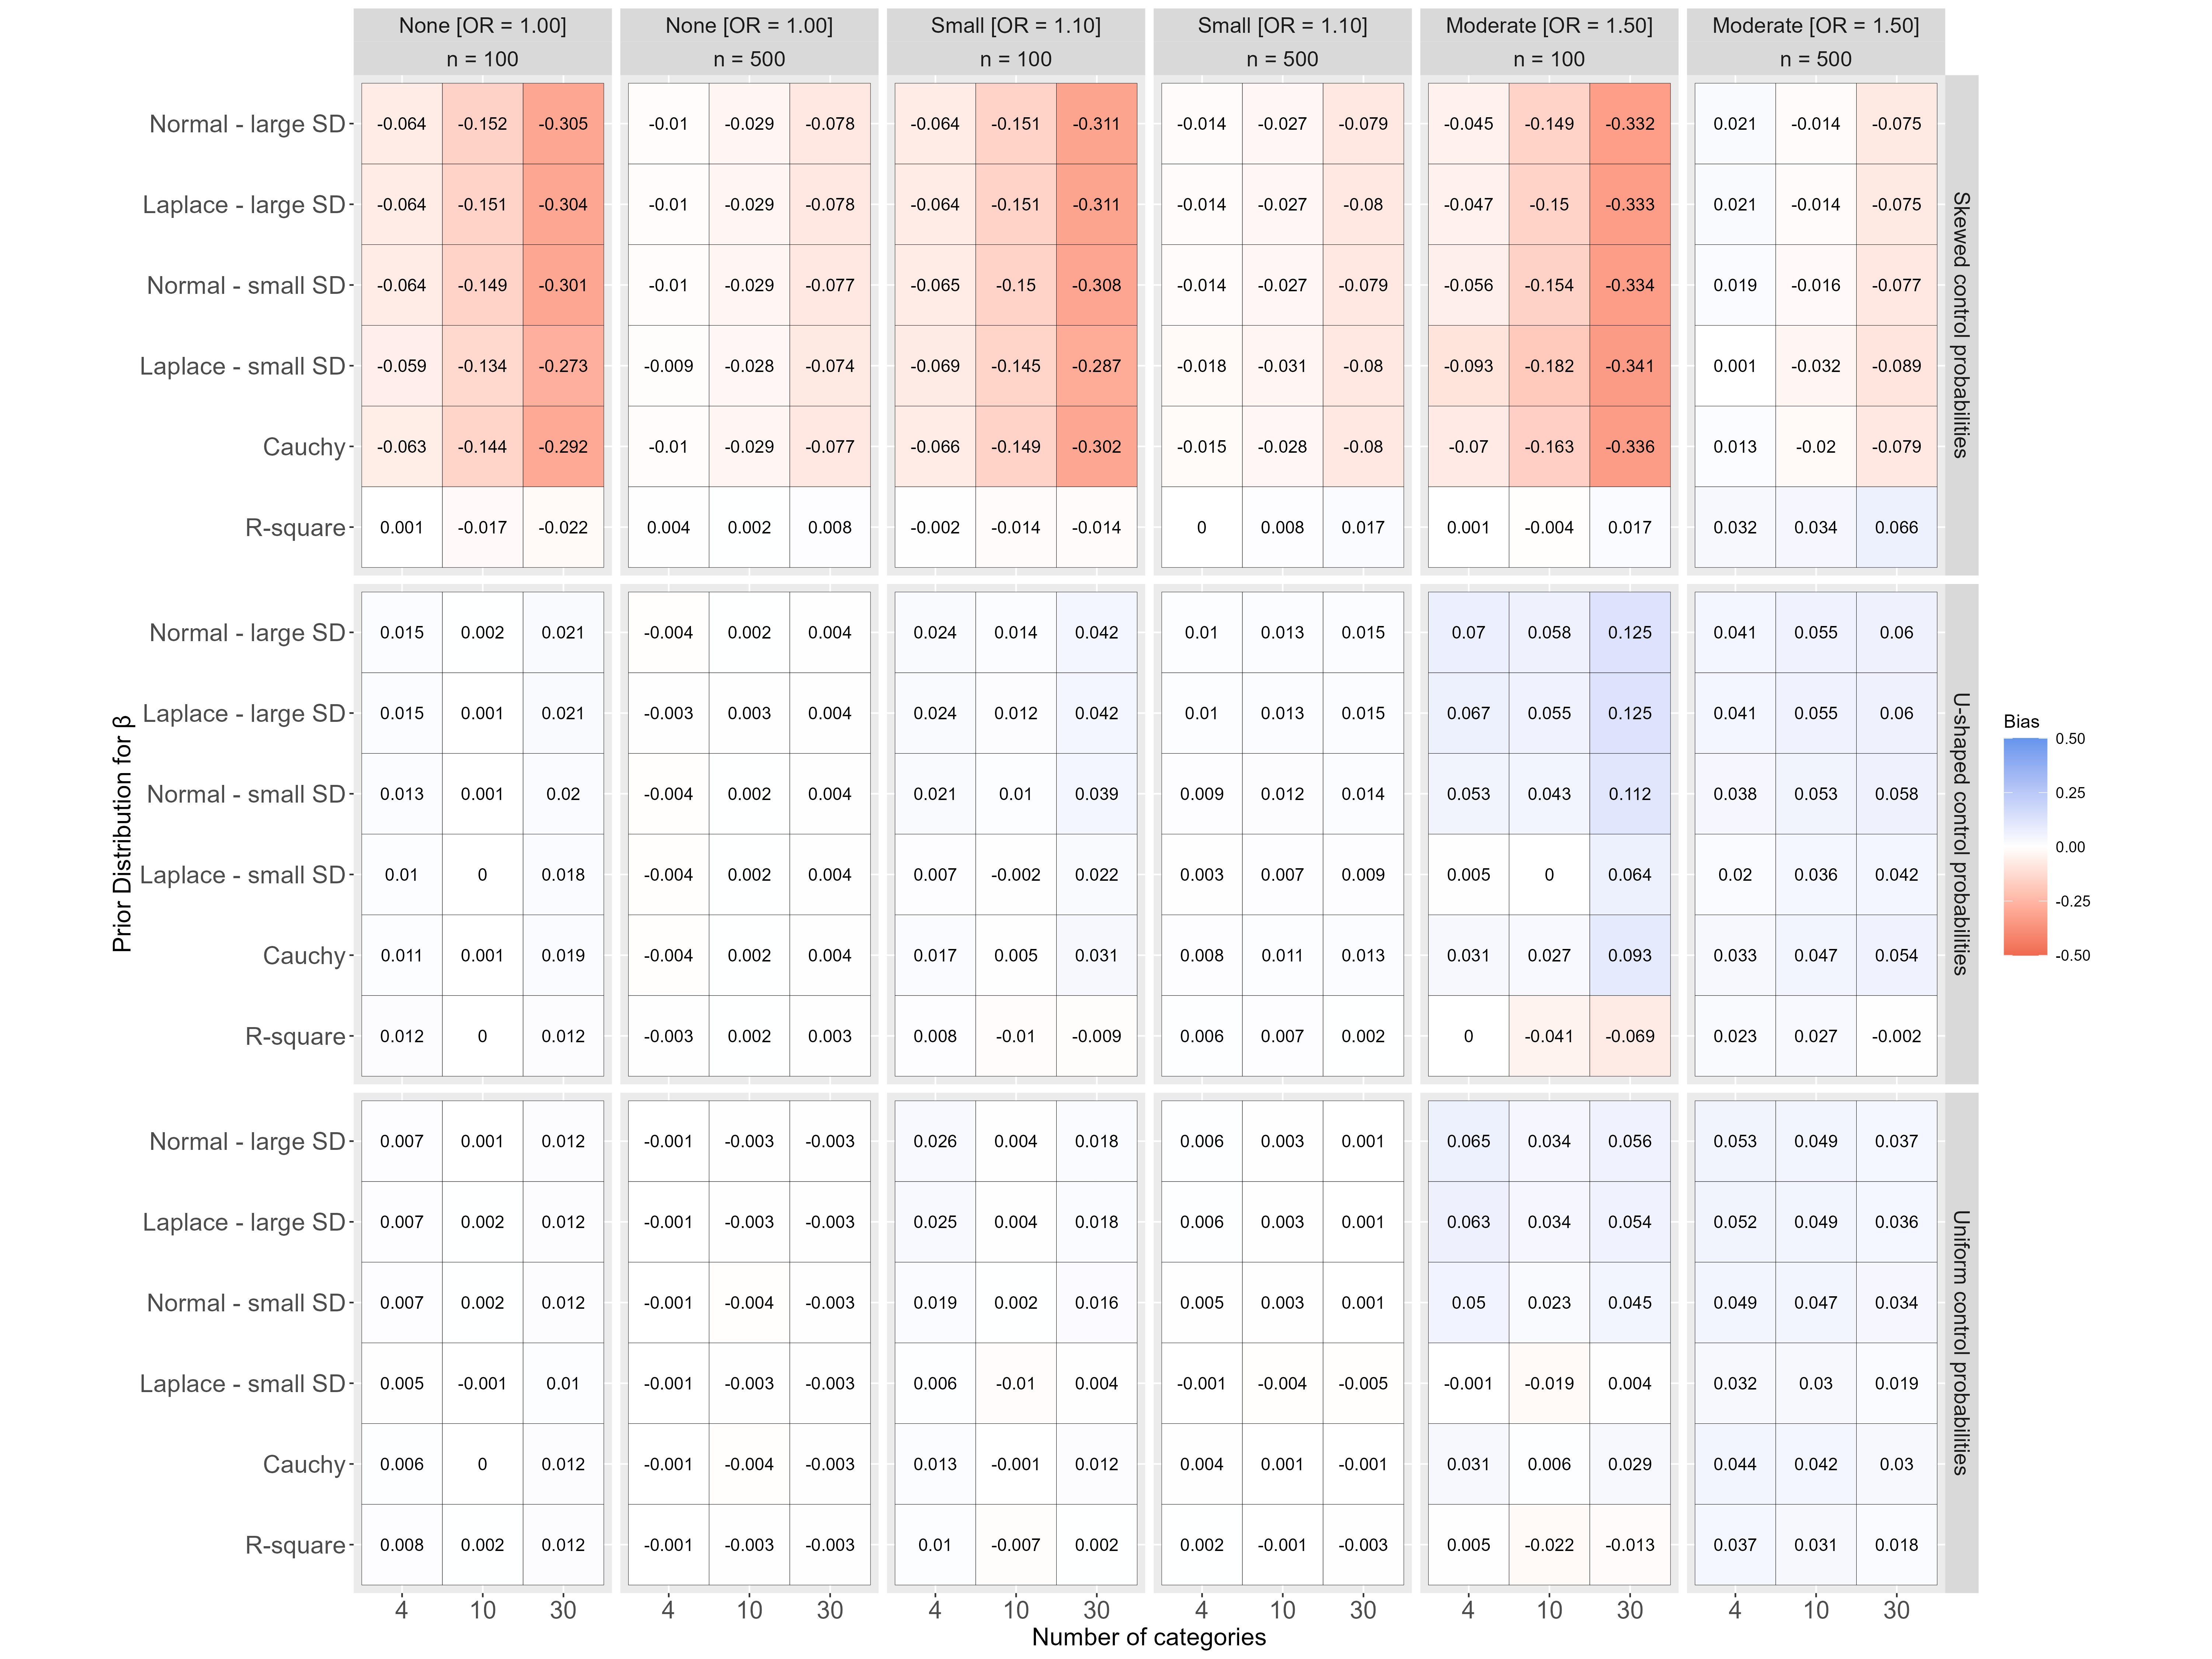 None [OR = 1.00] None [OR = 1.00] Small [OR = 1.10] Small [OR = 1.10] Moderate [OR = 1.50] Moderate [OR = 1.50]
n = 100 n = 500 n = 100 n = 500 n = 100 n = 500
Prior Distribution for β
Skewed control probabilities
Normal - large SD -0.064 -0.152 -0.305 -0.01 -0.029 -0.078 -0.064 -0.151 -0.311 -0.014 -0.027 -0.079 -0.045 -0.149 -0.332 0.021 -0.014 -0.075
Laplace - large SD -0.064 -0.151 -0.304 -0.01 -0.029 -0.078 -0.064 -0.151 -0.311 -0.014 -0.027 -0.08 -0.047 -0.15 -0.333 0.021 -0.014 -0.075
Normal - small SD -0.064 -0.149 -0.301 -0.01 -0.029 -0.077 -0.065 -0.15 -0.308 -0.014 -0.027 -0.079 -0.056 -0.154 -0.334 0.019 -0.016 -0.077
Laplace - small SD -0.059 -0.134 -0.273 -0.009 -0.028 -0.074 -0.069 -0.145 -0.287 -0.018 -0.031 -0.08 -0.093 -0.182 -0.341 0.001 -0.032 -0.089
Cauchy -0.063 -0.144 -0.292 -0.01 -0.029 -0.077 -0.066 -0.149 -0.302 -0.015 -0.028 -0.08 -0.07 -0.163 -0.336 0.013 -0.02 -0.079
R-square 0.001 -0.017 -0.022 0.004 0.002 0.008 -0.002 -0.014 -0.014 0 0.008 0.017 0.001 -0.004 0.017 0.032 0.034 0.066
U-shaped control probabilities
Normal - large SD 0.015 0.002 0.021 -0.004 0.002 0.004 0.024 0.014 0.042 0.01 0.013 0.015 0.07 0.058 0.125 0.041 0.055 0.06
Laplace - large SD 0.015 0.001 0.021 -0.003 0.003 0.004 0.024 0.012 0.042 0.01 0.013 0.015 0.067 0.055 0.125 0.041 0.055 0.06
Normal - small SD 0.013 0.001 0.02 -0.004 0.002 0.004 0.021 0.01 0.039 0.009 0.012 0.014 0.053 0.043 0.112 0.038 0.053 0.058
Laplace - small SD 0.01 0 0.018 -0.004 0.002 0.004 0.007 -0.002 0.022 0.003 0.007 0.009 0.005 0 0.064 0.02 0.036 0.042
Cauchy 0.011 0.001 0.019 -0.004 0.002 0.004 0.017 0.005 0.031 0.008 0.011 0.013 0.031 0.027 0.093 0.033 0.047 0.054
R-square 0.012 0 0.012 -0.003 0.002 0.003 0.008 -0.01 -0.009 0.006 0.007 0.002 0 -0.041 -0.069 0.023 0.027 -0.002
Uniform control probabilities
Normal - large SD 0.007 0.001 0.012 -0.001 -0.003 -0.003 0.026 0.004 0.018 0.006 0.003 0.001 0.065 0.034 0.056 0.053 0.049 0.037
Laplace - large SD 0.007 0.002 0.012 -0.001 -0.003 -0.003 0.025 0.004 0.018 0.006 0.003 0.001 0.063 0.034 0.054 0.052 0.049 0.036
Normal - small SD 0.007 0.002 0.012 -0.001 -0.004 -0.003 0.019 0.002 0.016 0.005 0.003 0.001 0.05 0.023 0.045 0.049 0.047 0.034
Laplace - small SD 0.005 -0.001 0.01 -0.001 -0.003 -0.003 0.006 -0.01 0.004 -0.001 -0.004 -0.005 -0.001 -0.019 0.004 0.032 0.03 0.019
Cauchy 0.006 0 0.012 -0.001 -0.004 -0.003 0.013 -0.001 0.012 0.004 0.001 -0.001 0.031 0.006 0.029 0.044 0.042 0.03
R-square 0.008 0.002 0.012 -0.001 -0.003 -0.003 0.01 -0.007 0.002 0.002 -0.001 -0.003 0.005 -0.022 -0.013 0.037 0.031 0.018
4 10 30 4 10 30 4 10 30 4 10 30 4 10 30 4 10 30
Number of categories
Bias
0.50
0.25
0.00
-0.25
-0.50